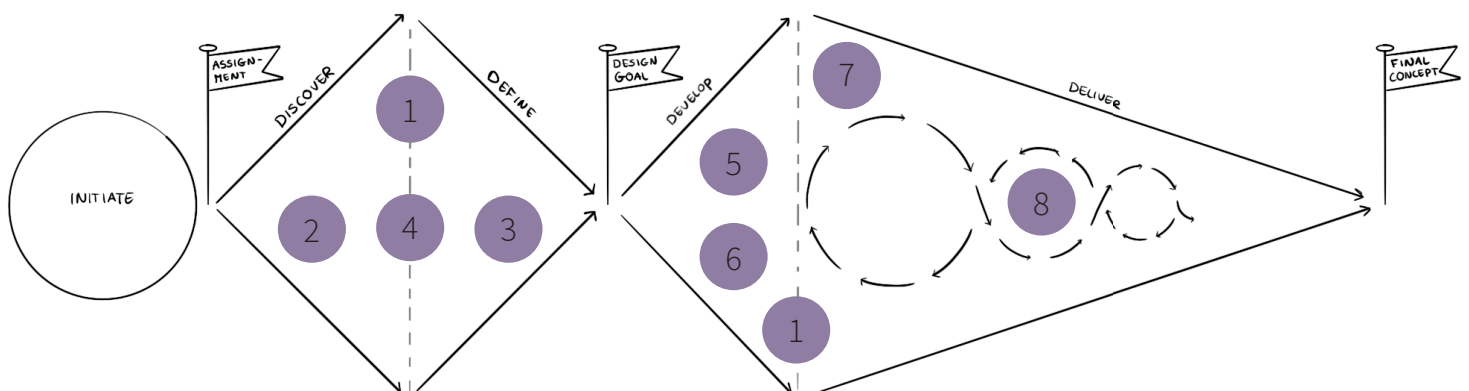 INITIATE
ASSIGN-
MENT
DISCOVER
DEFINE
1
2
4
3
DESIGN
GOAL
DEVELOP
5
6
1
7
8
DELIVER
FINAL
CONCEPT